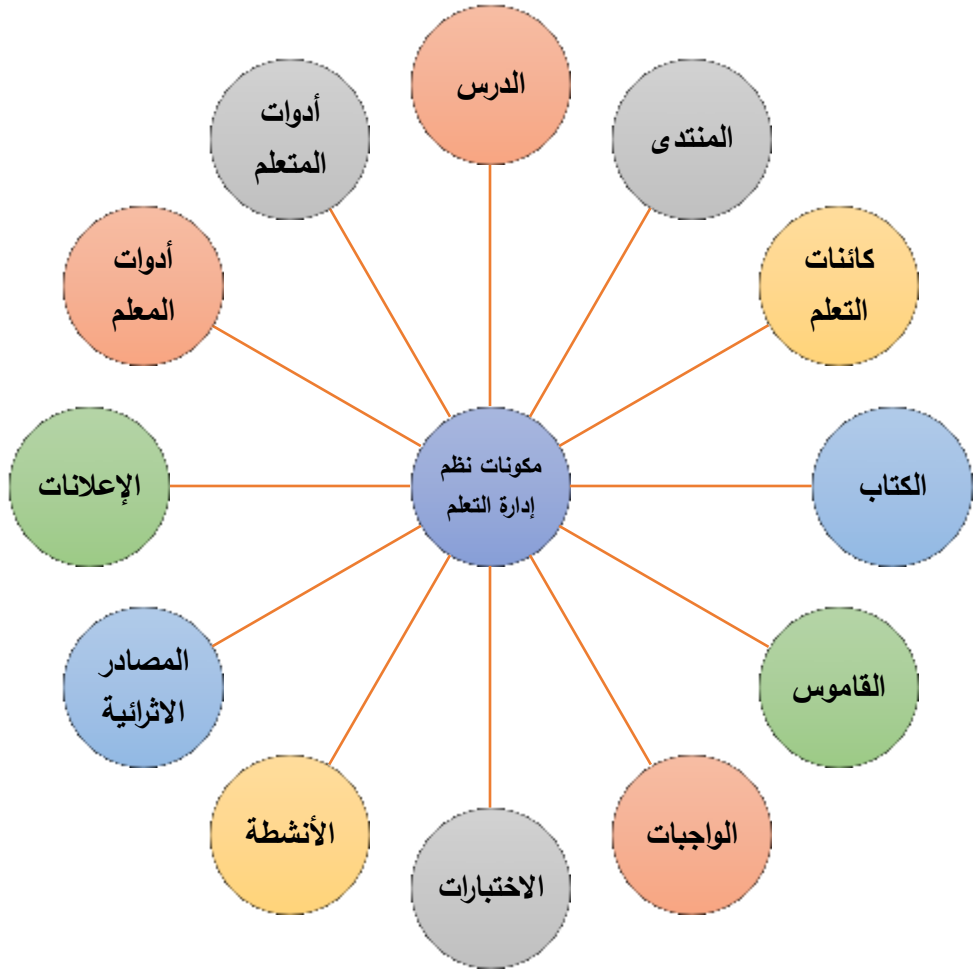 الدرس
المنتدى
كائنات
التعلم
الكتاب
القاموس
الواجبات
الاختبارات
الأنشطة
المصادر
الاثرائية
الإعلانات
أدوات
المعلم
أدوات
المتعلم
مكونات نظم
إدارة التعلم